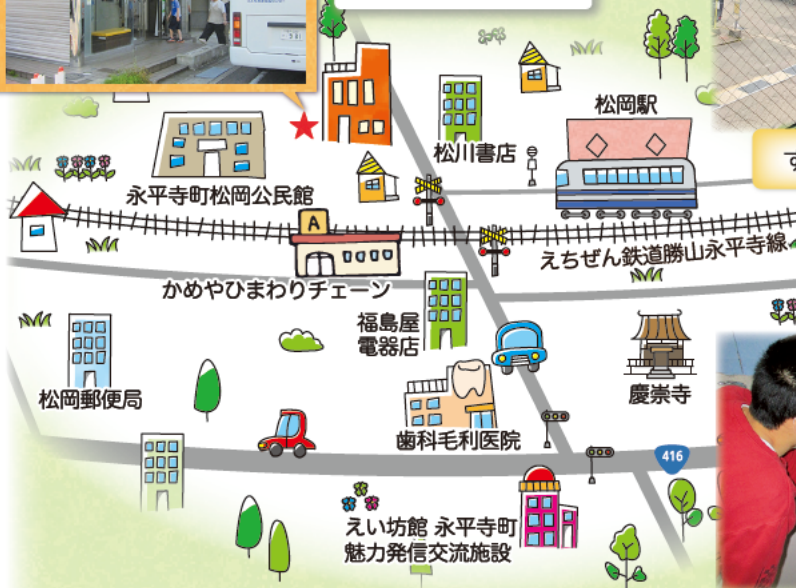 松岡駅
松川書店
す
永平寺町松岡公民館
A
えちぜん鉄道勝山永平寺線
かめやひまわりチェーン
福島屋
電器店
松岡郵便局
慶崇寺
歯科毛利医院
416
えい坊館 永平寺町
魅力発信交流施設